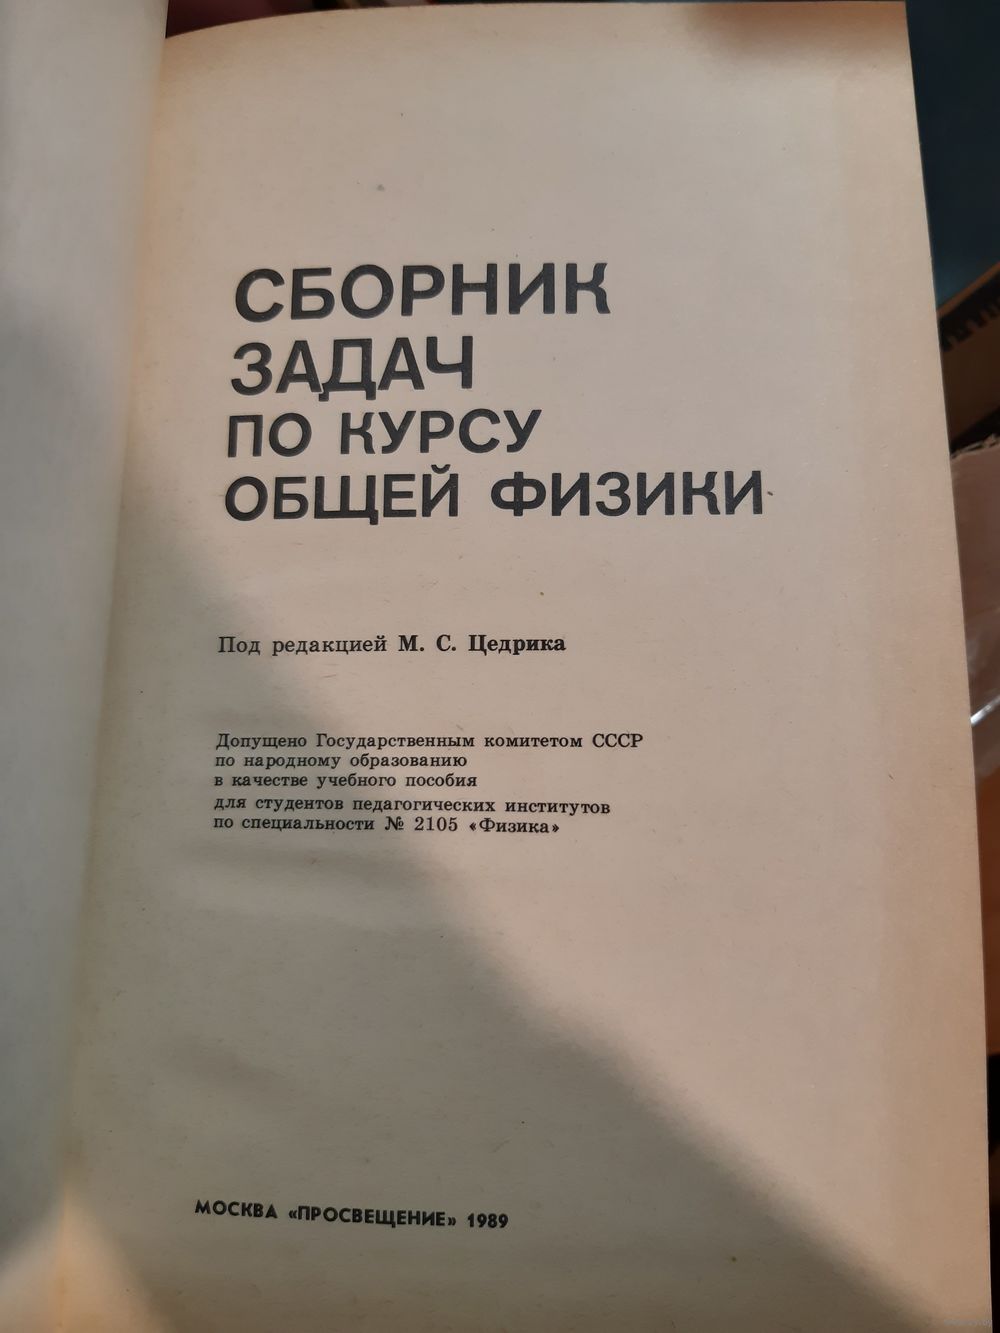 СБОРНИК
ЗАДАЧ
ПО КУРСУ
ОБЩЕЙ ФИЗИКИ
Под редакцией М. С. Цедрика
Допущено Государственным комитетом СССР
по народному образованию
в качестве учебного пособия
для студентов педагогических институтов
по специальности № 2105 «Физика»
МОСКВА «ПРОСВЕЩЕНИЕ» 1989